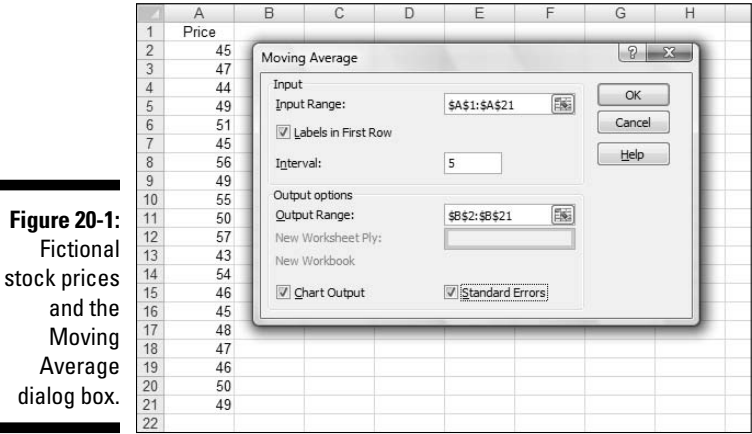 A B C D E F G H
1 Price
2 45
3 47
4 44
5 49
6 51
7 45
8 56
9 49
10 55
11 50
12 57
13 43
14 54
15 46
16 45
17 48
18 47
19 46
20 50
21 49
22
Moving Average
Input
Input Range: $A$1:$A$21
Labels in First Row
Interval: 5
Output options
Output Range: $B$2:$B$21
New Worksheet Ply:
New Workbook
Chart Output Standard Errors
? X
OK
Cancel
Help
Figure 20-1:
Fictional
stock prices
and the
Moving
Average
dialog box.